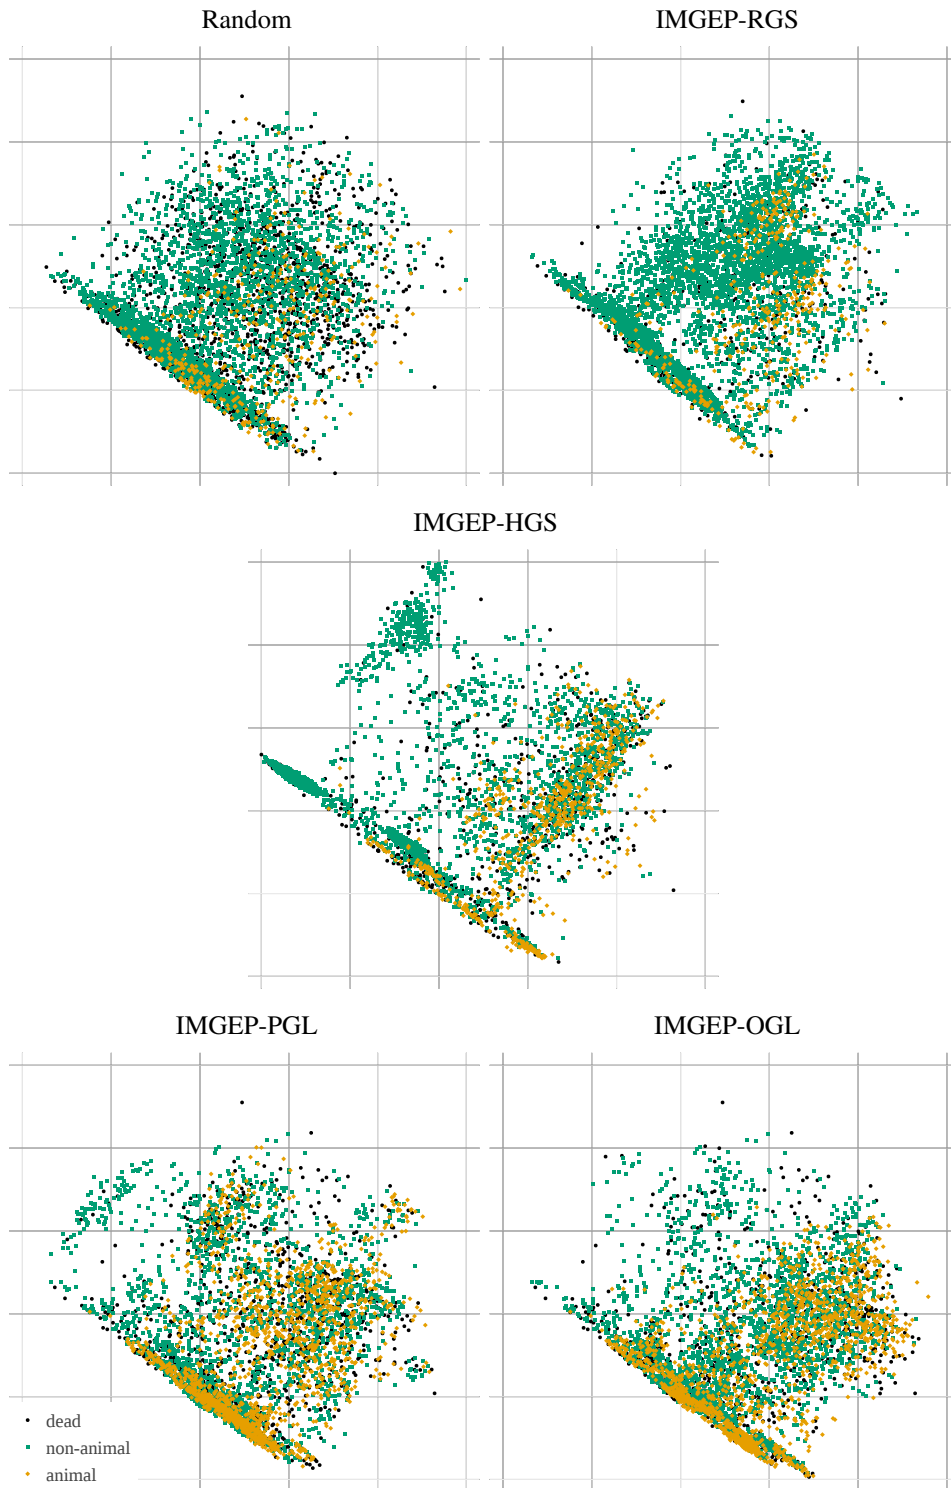 Random
IMGEP-RGS
IMGEP-HGS
IMGEP-PGL
IMGEP-OGL
dead
non-animal
animal